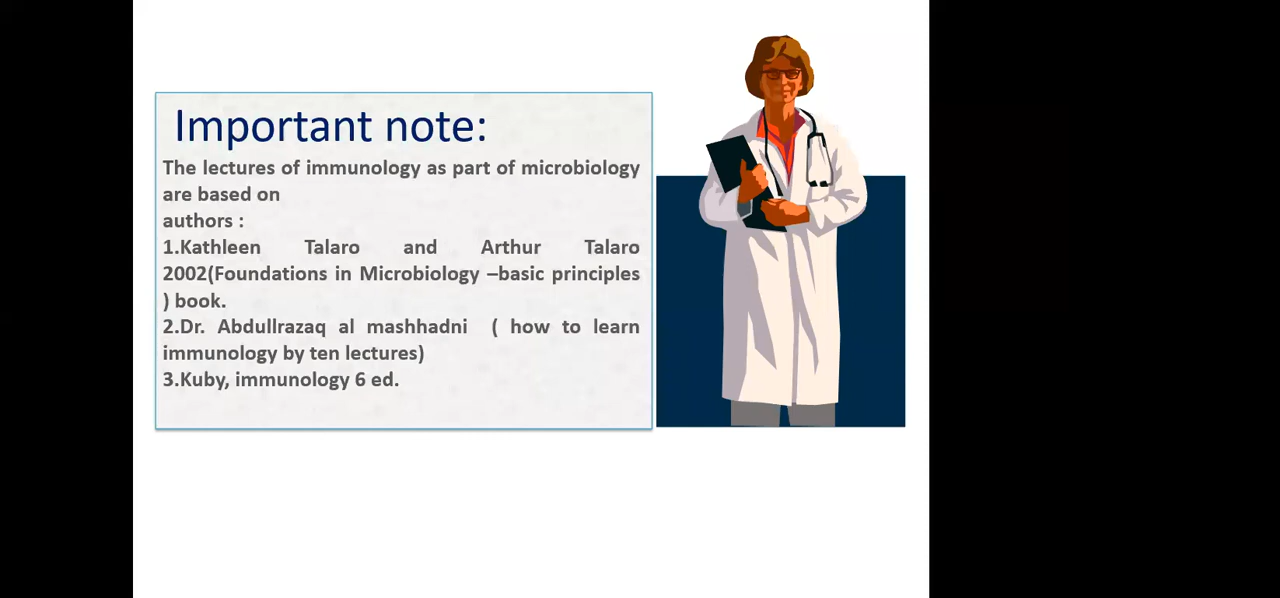 Important note:
The lectures of immunology as part of microbiology
are based on
authors :
1.Kathleen Talaro and Arthur Talaro
2002(Foundations in Microbiology –basic principles
) book.
2.Dr. Abdullrazaq al mashhadni ( how to learn
immunology by ten lectures)
3.Kuby, immunology 6 ed.